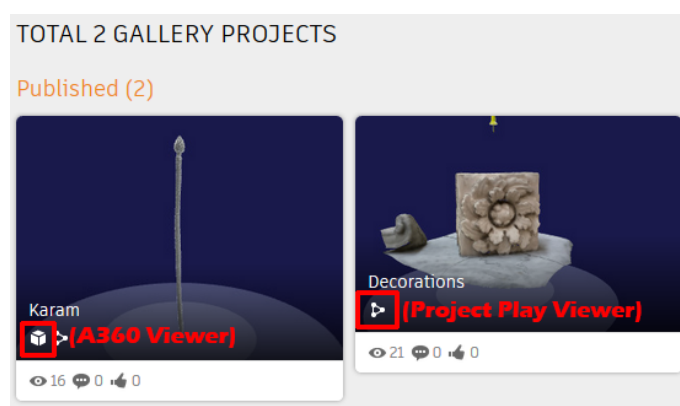 TOTAL 2 GALLERY PROJECTS
Published (2)
Karam
(A360 Viewer)
16 0 0
Decorations
(Project Play Viewer)
21 0 0